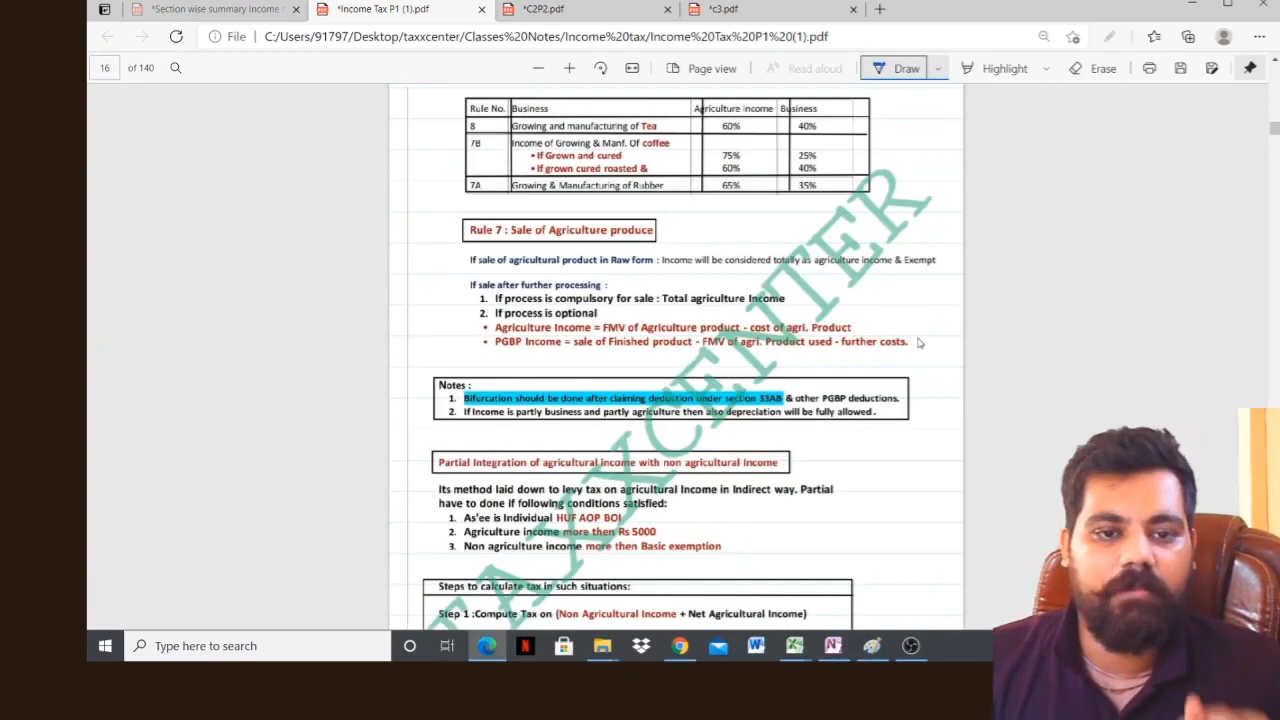 *Section wise summary Income
*Income Tax P1 (1).pdf
*C2P2.pdf
*c3.pdf
File
C:/Users/91797/Desktop/taxxcenter/Classes%20Notes/Income%20tax/Income%20Tax%20P1%20(1).pdf
16 of 140
Page view
Read aloud
Draw
Highlight
Erase
Rule No. Business Agriculture Income Business
8 Growing and manufacturing of Tea 60% 40%
7B Income of Growing & Manf. Of coffee
• If Grown and cured 75% 25%
• If grown cured roasted & 60% 40%
7A Growing & Manufacturing of Rubber 65% 35%
Rule 7 : Sale of Agriculture produce
If sale of agricultural product in Raw form : Income will be considered totally as agriculture income & Exempt
If sale after further processing :
1. If process is compulsory for sale : Total agriculture Income
2. If process is optional
• Agriculture Income = FMV of Agriculture product - cost of agri. Product
• PGBP Income = sale of Finished product - FMV of agri. Product used - further costs.
Notes :
1. Bifurcation should be done after claiming deduction under section 33AB & other PGBP deductions.
2. If Income is partly business and partly agriculture then also depreciation will be fully allowed.
Partial Integration of agricultural income with non agricultural Income
Its method laid down to levy tax on agricultural Income in Indirect way. Partial
have to done if following conditions satisfied:
1. As'ee is Individual HUF AOP BOI
2. Agriculture income more then Rs 5000
3. Non agriculture income more then Basic exemption
Steps to calculate tax in such situations:
Step 1 :Compute Tax on (Non Agricultural Income + Net Agricultural Income)
TAXXCENTER
Type here to search